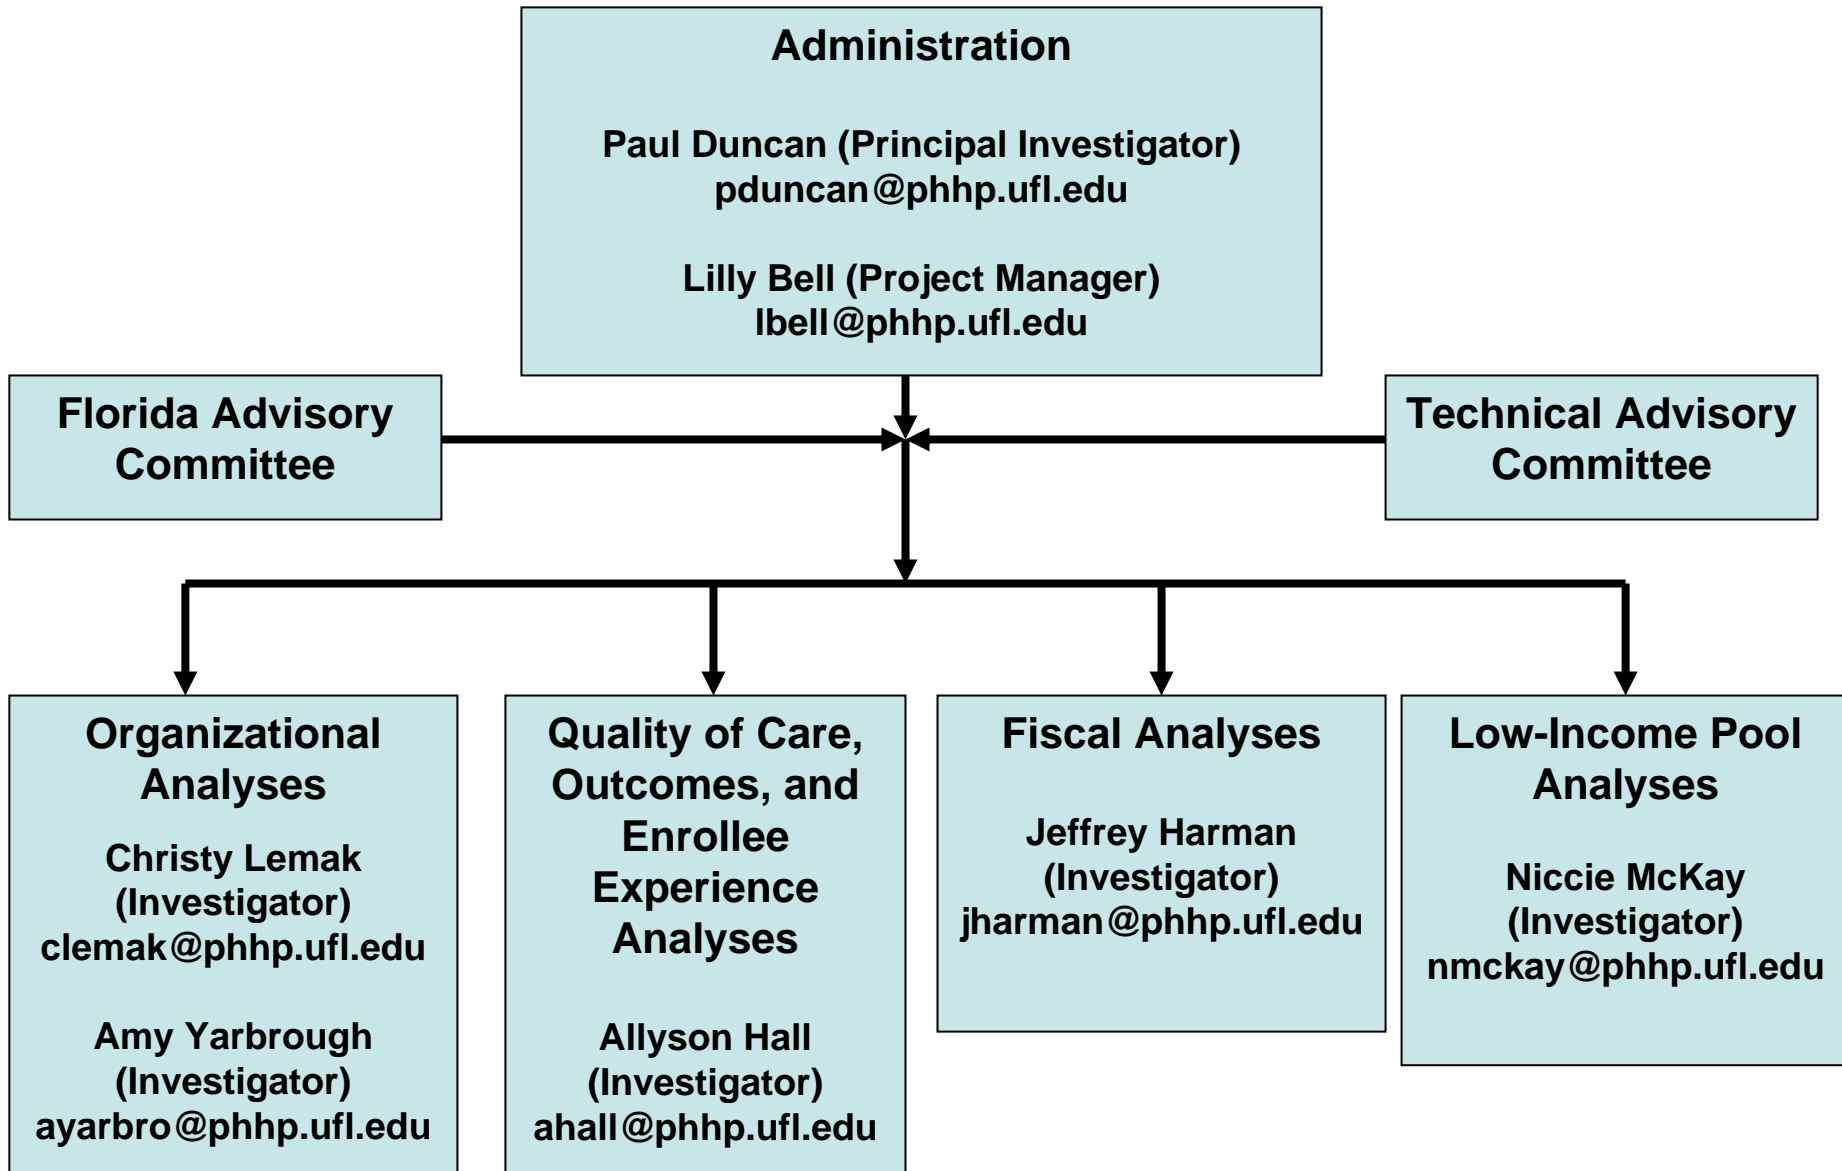 Administration
Paul Duncan (Principal Investigator)
pduncan@phhp.ufl.edu
Lilly Bell (Project Manager)
lbell@phhp.ufl.edu
Florida Advisory
Committee
Technical Advisory
Committee
Organizational
Analyses
Christy Lemak
(Investigator)
clemak@phhp.ufl.edu
Amy Yarbrough
(Investigator)
ayarbro@phhp.ufl.edu
Quality of Care,
Outcomes, and
Enrollee
Experience
Analyses
Allyson Hall
(Investigator)
ahall@phhp.ufl.edu
Fiscal Analyses
Jeffrey Harman
(Investigator)
jharman@phhp.ufl.edu
Low-Income Pool
Analyses
Niccie McKay
(Investigator)
nmckay@phhp.ufl.edu